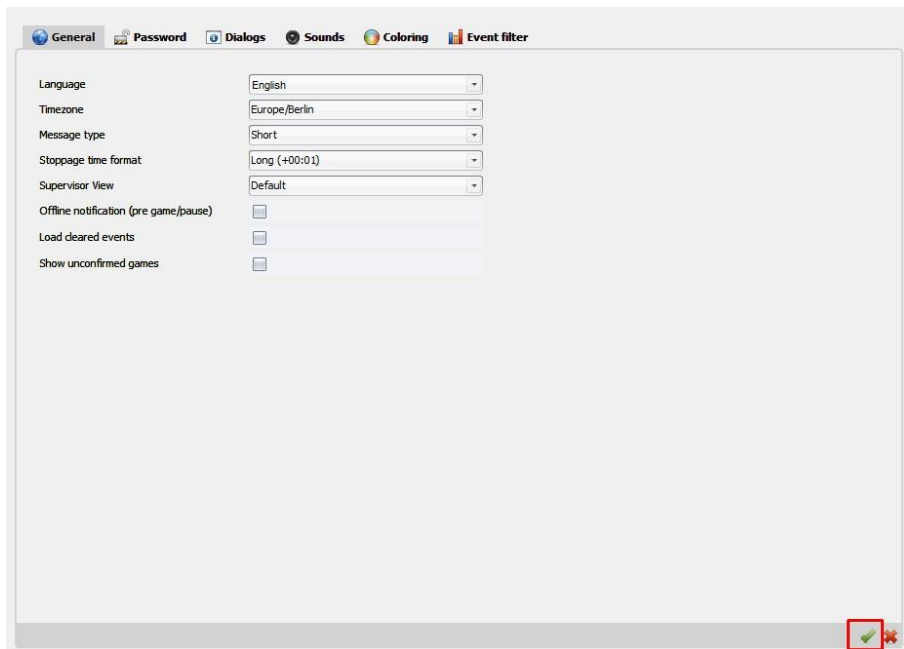 General Password Dialogs Sounds Coloring Event filter
Language English
Timezone Europe/Berlin
Message type Short
Stoppage time format Long (+00:01)
Supervisor View Default
Offline notification (pre game/pause)
Load cleared events
Show unconfirmed games